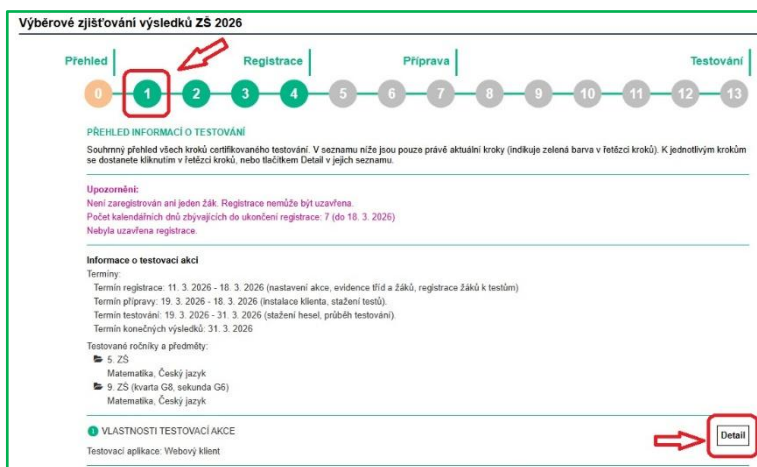 Výběrové zjišťování výsledků ZŠ 2026
Přehled Registrace Příprava Testování
0 1 2 3 4 5 6 7 8 9 10 11 12 13
PŘEHLED INFORMACÍ O TESTOVÁNÍ
Souhrnný přehled všech kroků certifikovaného testování. V seznamu níže jsou pouze právě aktuální kroky (indikuje zelená barva v řetězci kroků). K jednotlivým krokům
se dostanete kliknutím v řetězci kroků, nebo tlačítkem Detail v jejich seznamu.
Upozornění:
Není zaregistrován ani jeden žák. Registrace nemůže být uzavřena.
Počet kalendářních dnů zbývajících do ukončení registrace: 7 (do 18. 3. 2026)
Nebyla uzavřena registrace.
Informace o testovací akci
Termíny:
Termín registrace: 11. 3. 2026 - 18. 3. 2026 (nastavení akce, evidence tříd a žáků, registrace žáků k testům)
Termín přípravy: 19. 3. 2026 - 18. 3. 2026 (instalace klienta, stažení testů).
Termín testování: 19. 3. 2026 - 31. 3. 2026 (stažení hesel, průběh testování).
Termín konečných výsledků: 31. 3. 2026
Testované ročníky a předměty:
5. ZŠ
Matematika, Český jazyk
9. ZŠ (kvarta G8, sekunda G6)
Matematika, Český jazyk
1 VLASTNOSTI TESTOVACÍ AKCE
Detail
Testovací aplikace: Webový klient